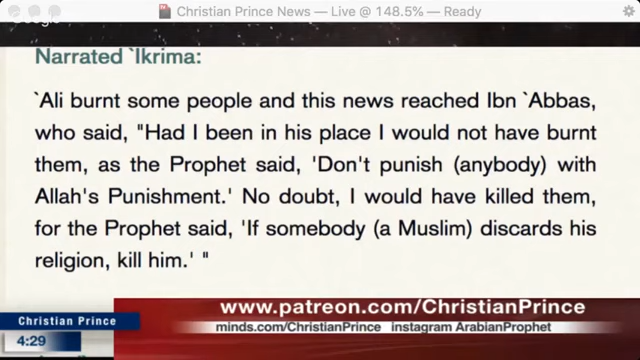 Christian Prince News — Live @ 148.5% — Ready
Narrated `Ikrima:
`Ali burnt some people and this news reached Ibn `Abbas,
who said, "Had I been in his place I would not have burnt
them, as the Prophet said, 'Don't punish (anybody) with
Allah's Punishment.' No doubt, I would have killed them,
for the Prophet said, 'If somebody (a Muslim) discards his
religion, kill him.' "
www.patreon.com/ChristianPrince
Christian Prince
minds.com/ChristianPrince instagram ArabianProphet
4:29